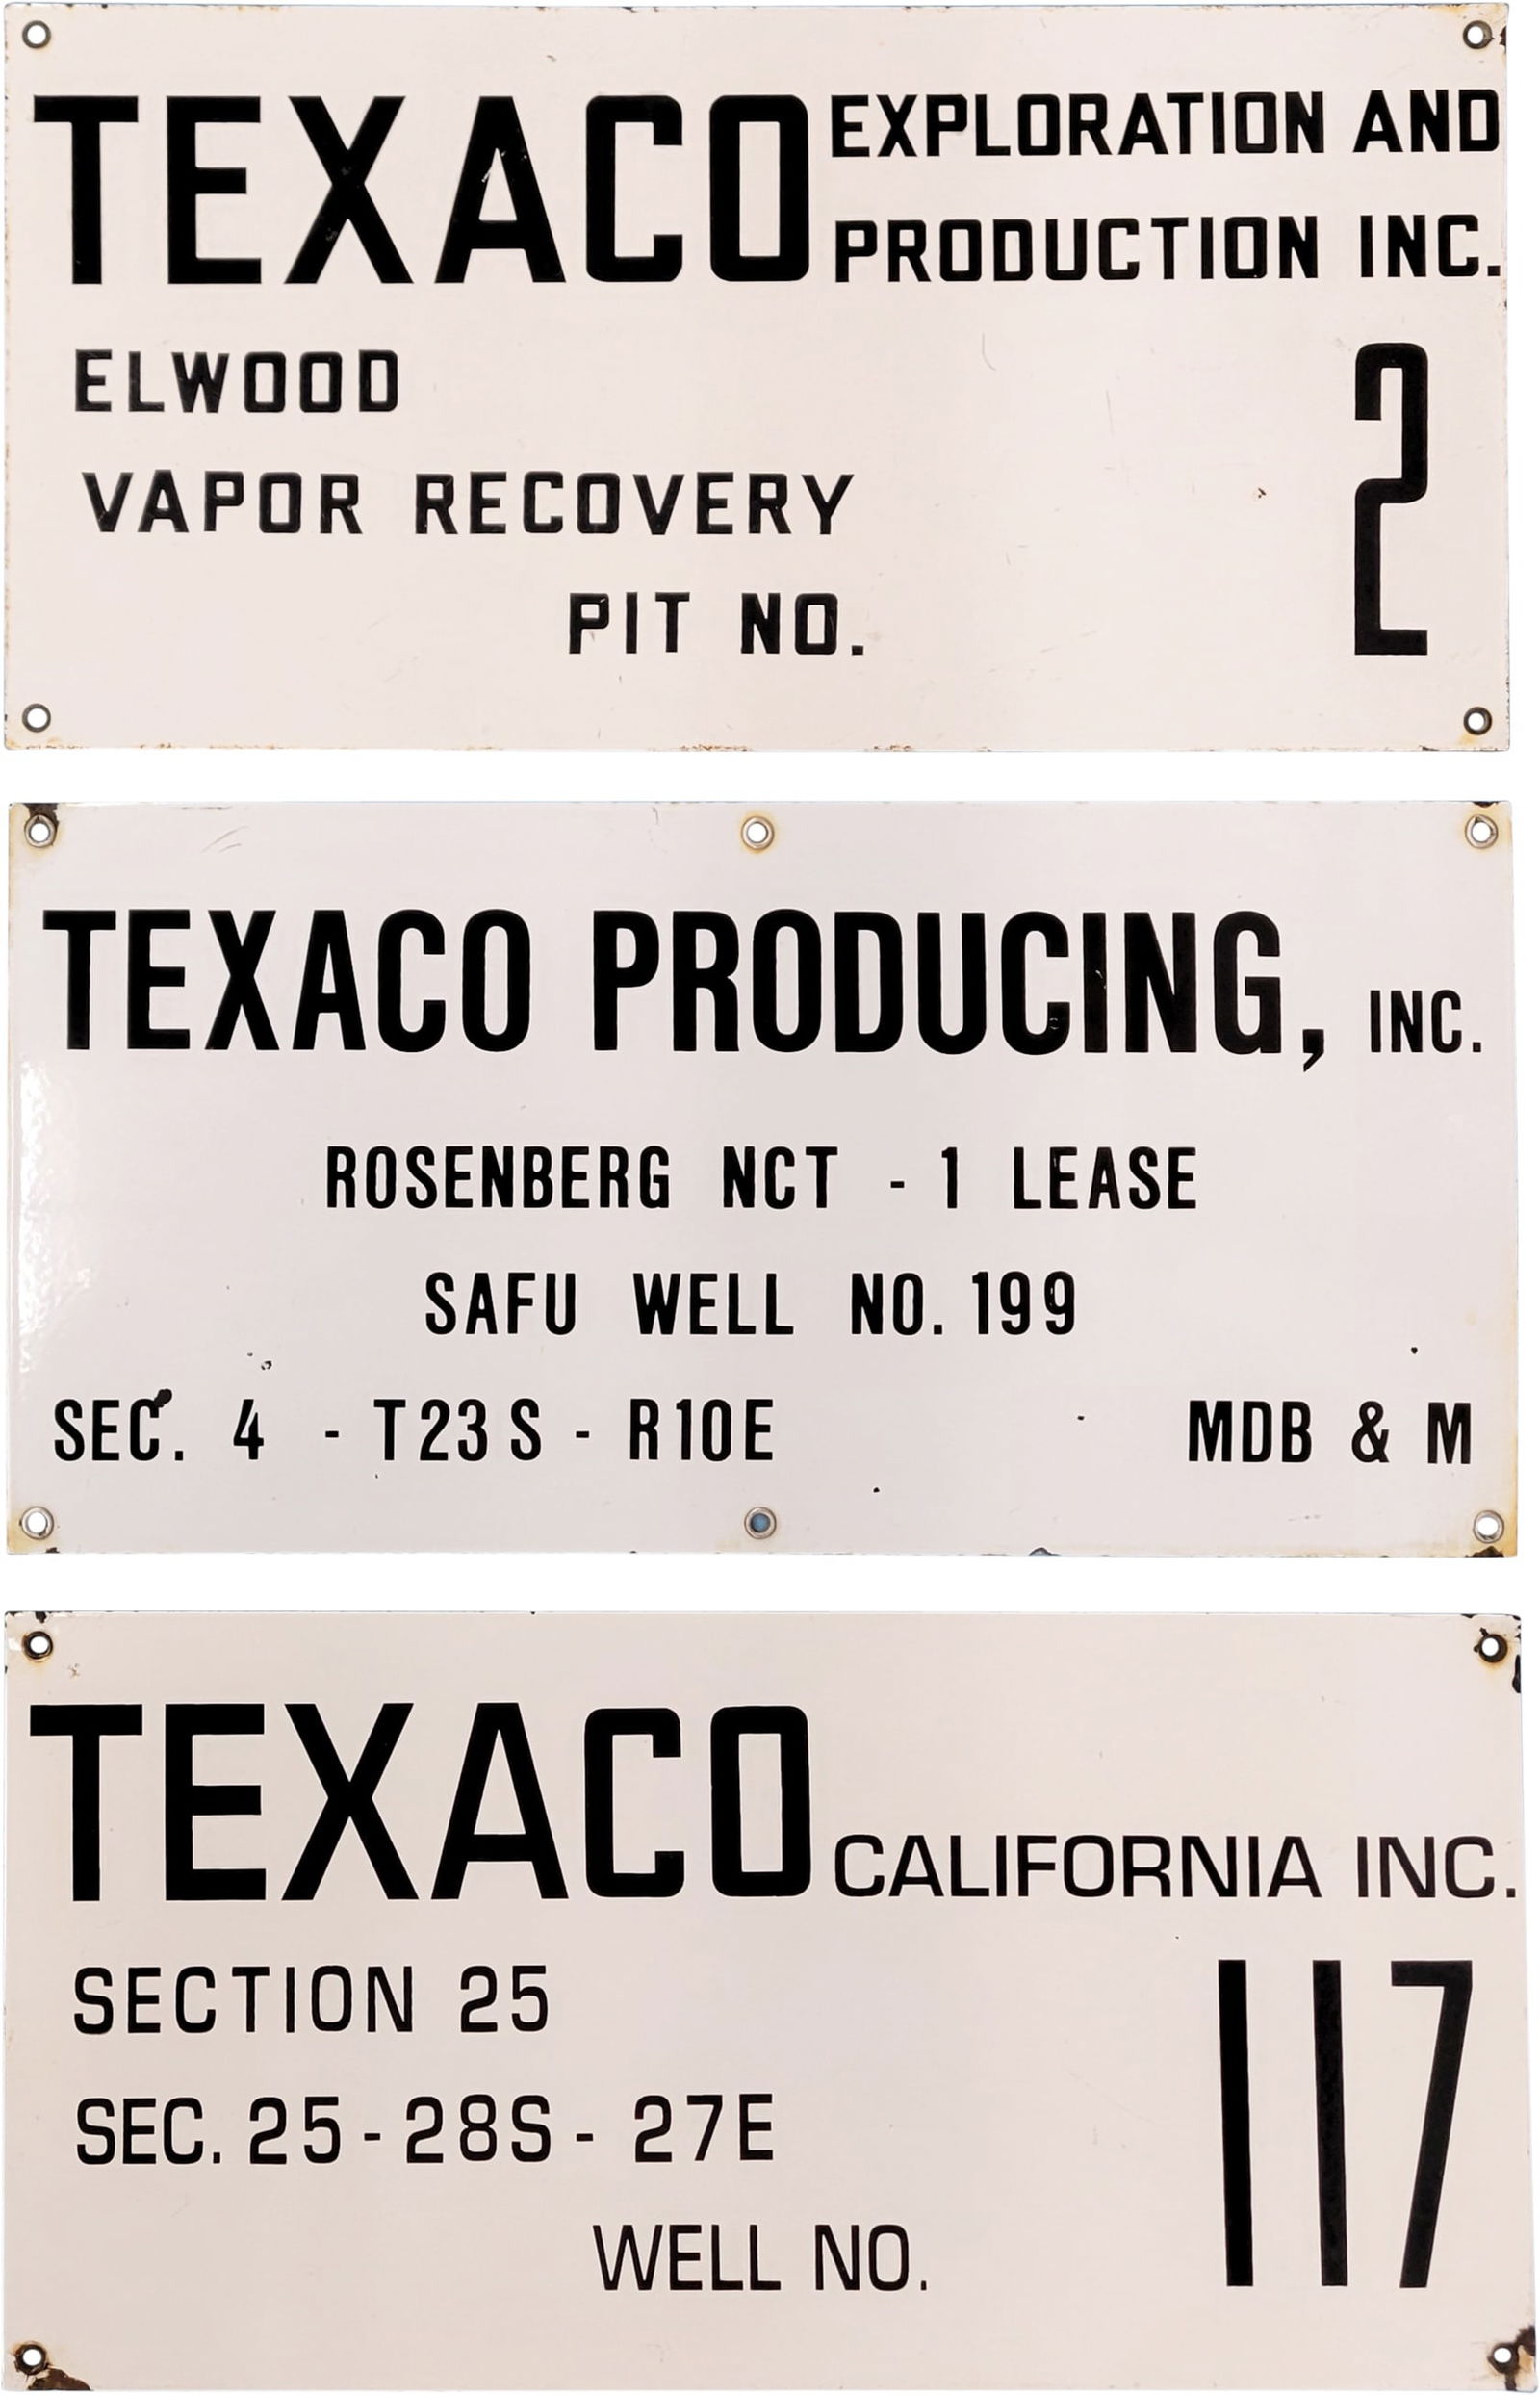 TEXACO EXPLORATION AND
PRODUCTION INC.
ELWOOD
VAPOR RECOVERY
PIT NO. 2
TEXACO PRODUCING, INC.
ROSENBERG NCT - 1 LEASE
SAFU WELL NO. 199
SEC. 4 - T23S - R10E MDB & M
TEXACO CALIFORNIA INC.
SECTION 25
SEC. 25 - 28S - 27E
WELL NO. 117